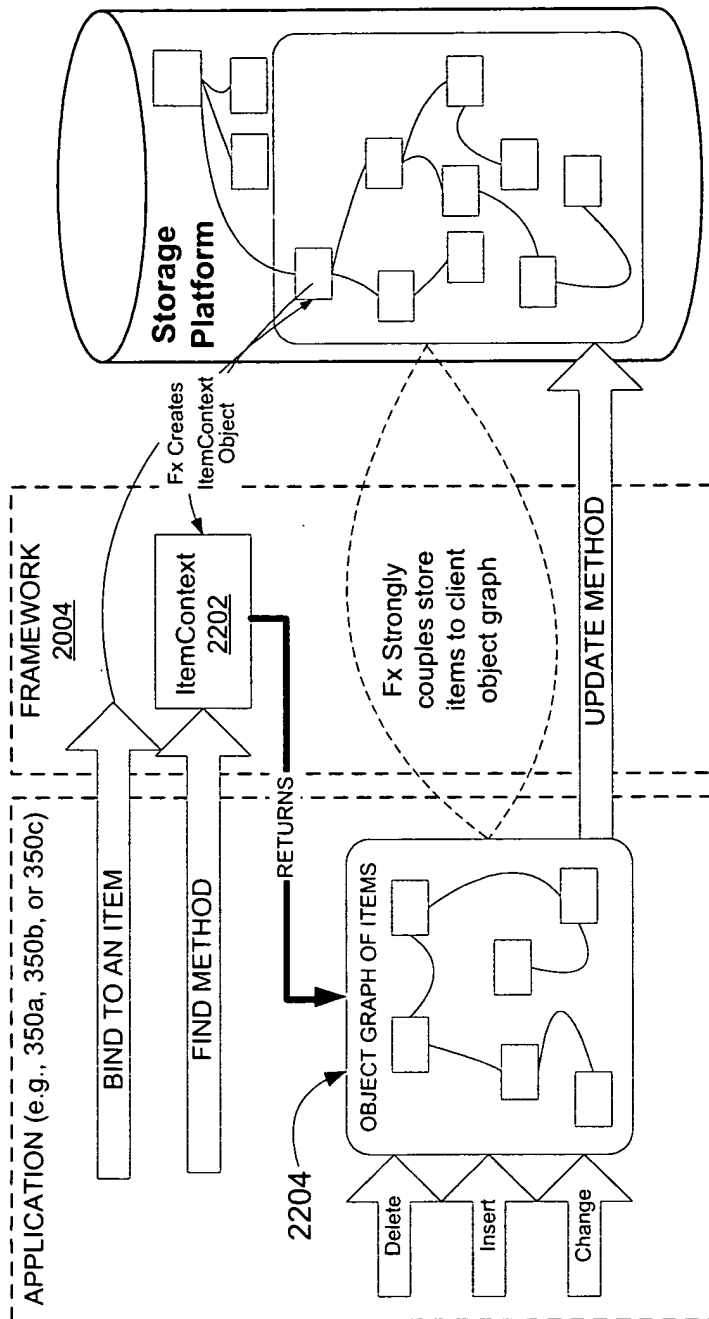 APPLICATION (e.g., 350a, 350b, or 350c)
BIND TO AN ITEM
FIND METHOD
RETURNS
2204
OBJECT GRAPH OF ITEMS
Delete
Insert
Change
FRAMEWORK
2004
ItemContext
2202
Fx Creates
ItemContext
Object
Fx Strongly
couples store
items to client
object graph
UPDATE METHOD
Storage
Platform